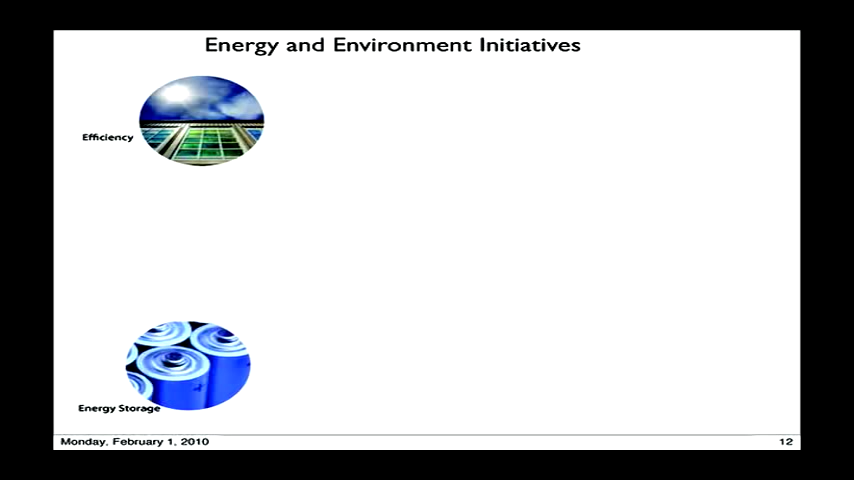 Energy and Environment Initiatives
Efficiency
Energy Storage
Monday, February 1, 2010
12